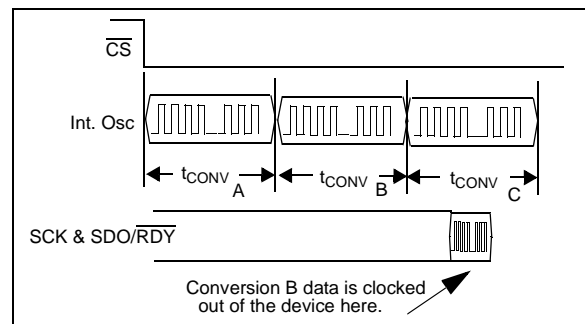 CS
Int. Osc
tCONV A tCONV B tCONV C
SCK & SDO/RDY
Conversion B data is clocked
out of the device here.